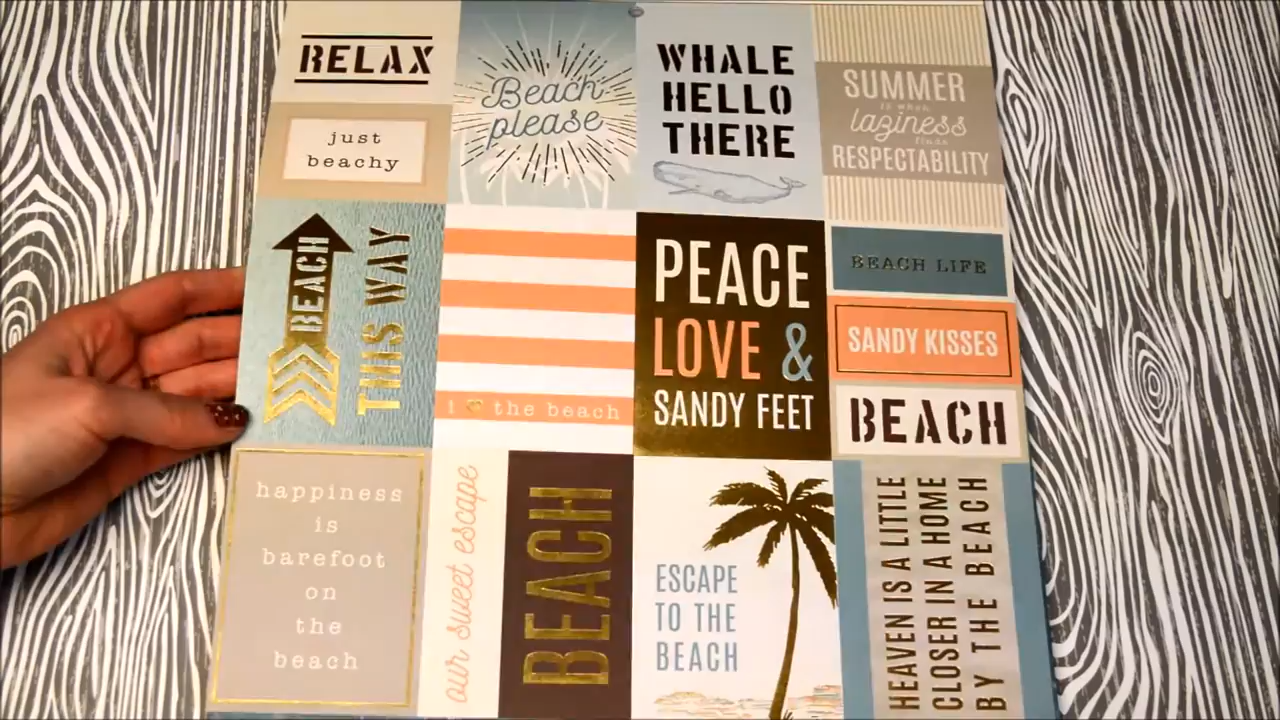 RELAX
just
beachy
Beach
please
WHALE
HELLO
THERE
SUMMER
is when
laziness
finds
RESPECTABILITY
BEACH
THIS WAY
i the beach
PEACE
LOVE &
SANDY FEET
BEACH LIFE
SANDY KISSES
BEACH
happiness
is
barefoot
on
the
beach
our sweet escape
BEACH
ESCAPE
TO THE
BEACH
HEAVEN IS A LITTLE
CLOSER IN A HOME
BY THE BEACH